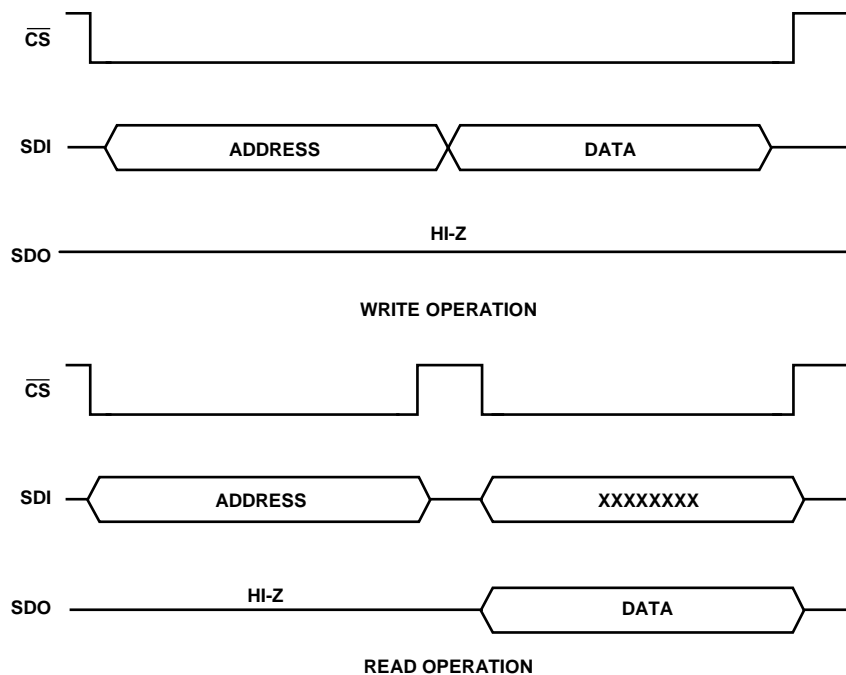 CS
SDI
ADDRESS
DATA
HI-Z
SDO
WRITE OPERATION
CS
SDI
ADDRESS
XXXXXXXX
SDO
HI-Z
DATA
READ OPERATION